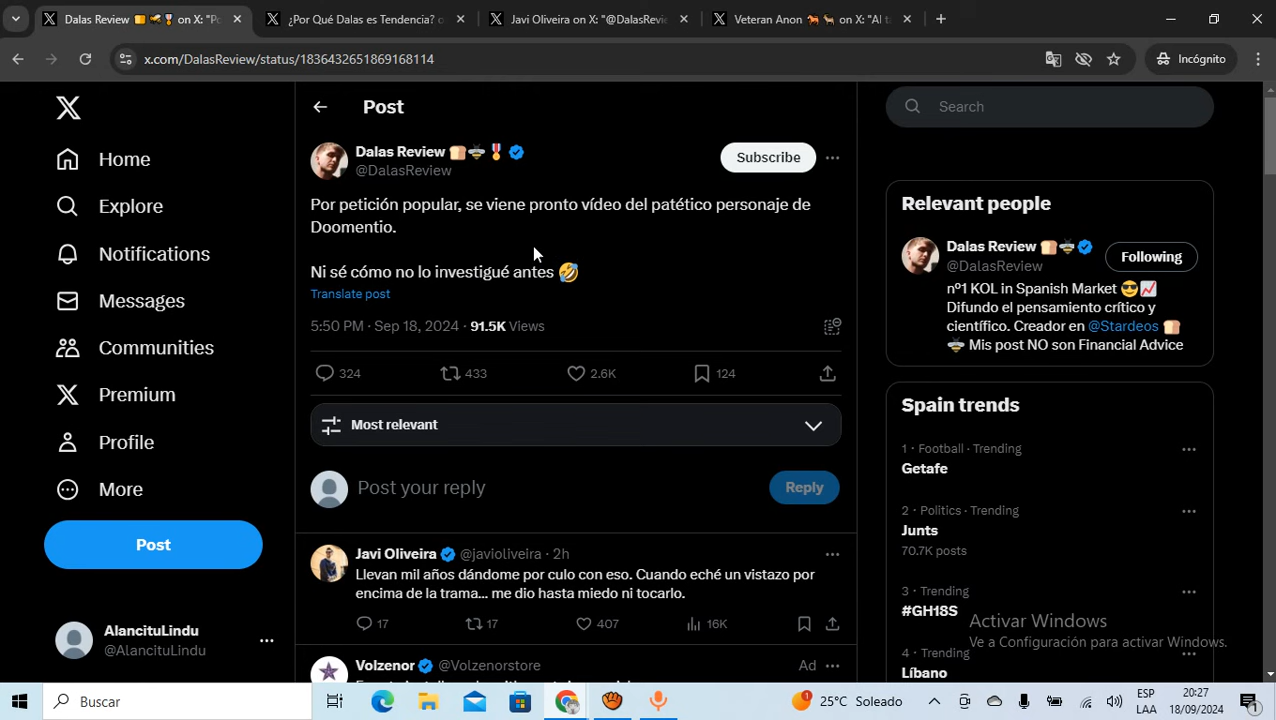 Dalas Review on X: "Po
¿Por Qué Dalas es Tendencia? o
Javi Oliveira on X: "@DalasRevie
Veteran Anon on X: "Al ta
x.com/DalasReview/status/1836432651869168114
Incógnito
Home
Explore
Notifications
Messages
Communities
Premium
Profile
More
Post
AlancituLindu
@AlancituLindu
Post
Dalas Review
@DalasReview
Subscribe
Por petición popular, se viene pronto vídeo del patético personaje de
Doomentio.
Ni sé cómo no lo investigué antes 🤣
Translate post
5:50 PM · Sep 18, 2024 · 91.5K Views
324 433 2.6K 124
Most relevant
Post your reply
Reply
Javi Oliveira @javioliveira · 2h
Llevan mil años dándome por culo con eso. Cuando eché un vistazo por
encima de la trama... me dio hasta miedo ni tocarlo.
17 17 407 16K
Volzenor @Volzenorstore
Ad
Search
Relevant people
Dalas Review
@DalasReview
Following
nº1 KOL in Spanish Market 😎📈
Difundo el pensamiento crítico y
científico. Creador en @Stardeos 🍞
🐝 Mis post NO son Financial Advice
Spain trends
1 · Football · Trending
Getafe
2 · Politics · Trending
Junts
70.7K posts
3 · Trending
#GH18S
4 · Trending
Líbano
Activar Windows
Ve a Configuración para activar Windows.
Buscar
1
25°C Soleado
ESP
LAA
20:27
18/09/2024
1